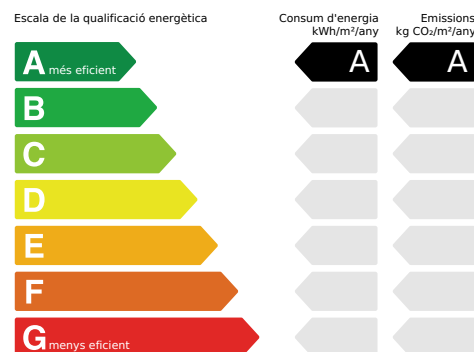 Escala de la qualificació energètica
Consum d'energia
kWh/m²/any
Emissions
kg CO₂/m²/any
A més eficient
A
A
B
C
D
E
F
G menys eficient